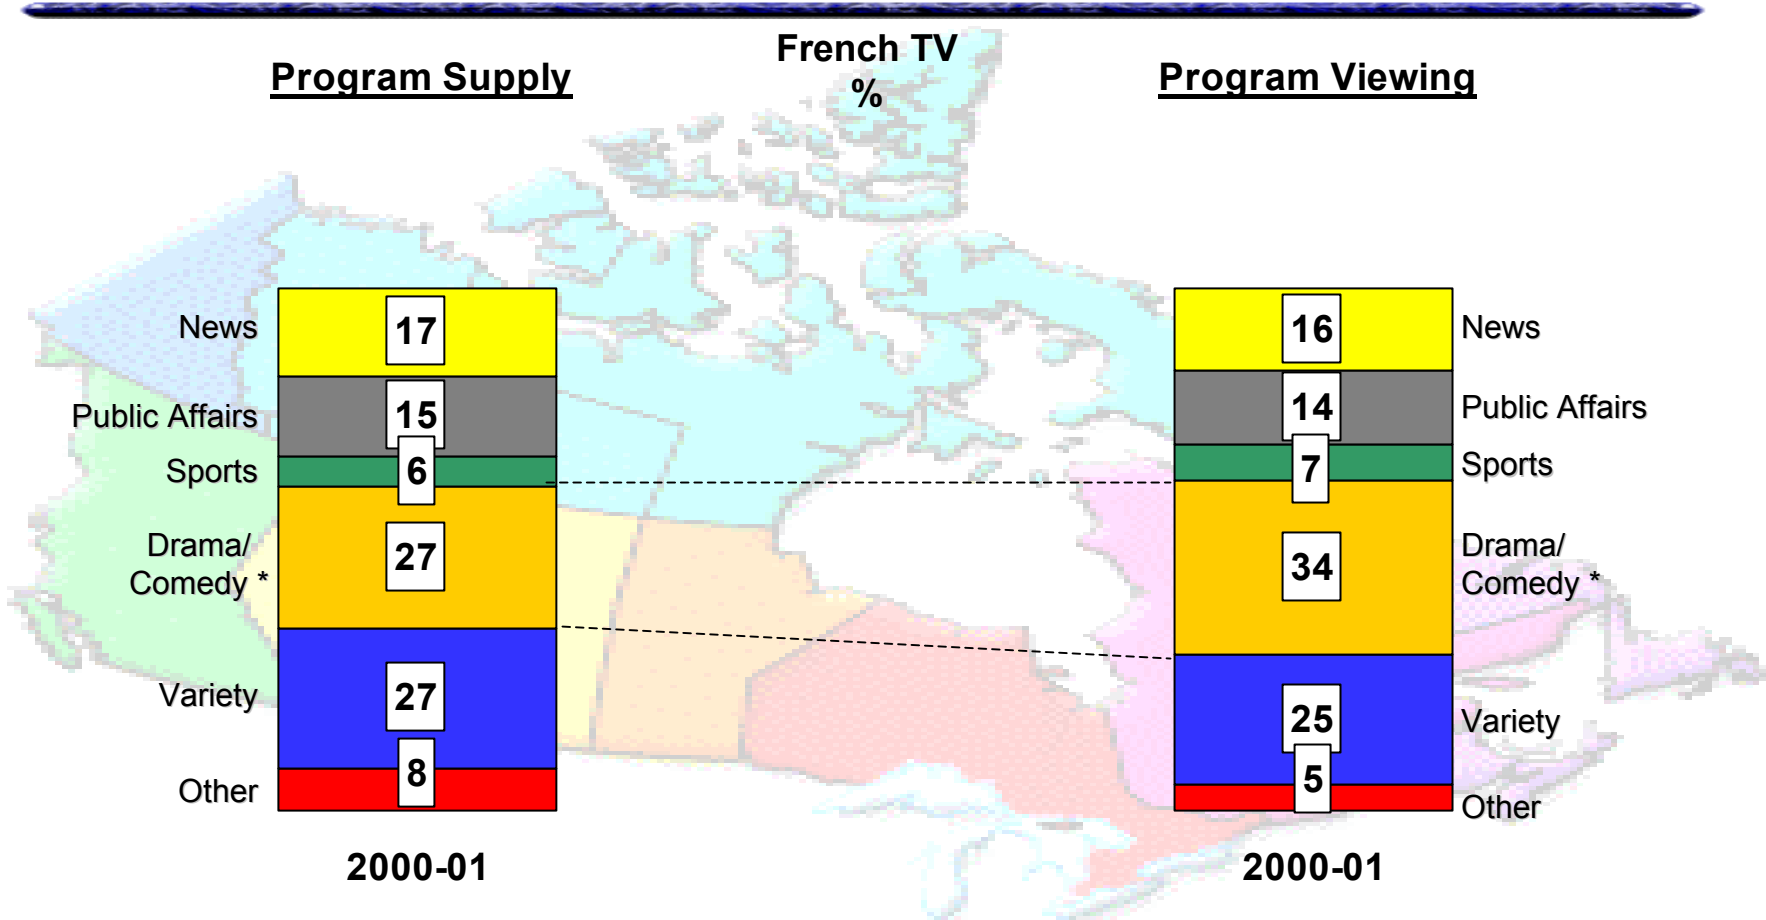 French TV
%
Program Supply
Program Viewing
News
17
Public Affairs
15
Sports
6
Drama/
Comedy *
27
Variety
27
Other
8
2000-01
16
News
14
Public Affairs
7
Sports
34
Drama/
Comedy *
25
Variety
5
Other
2000-01